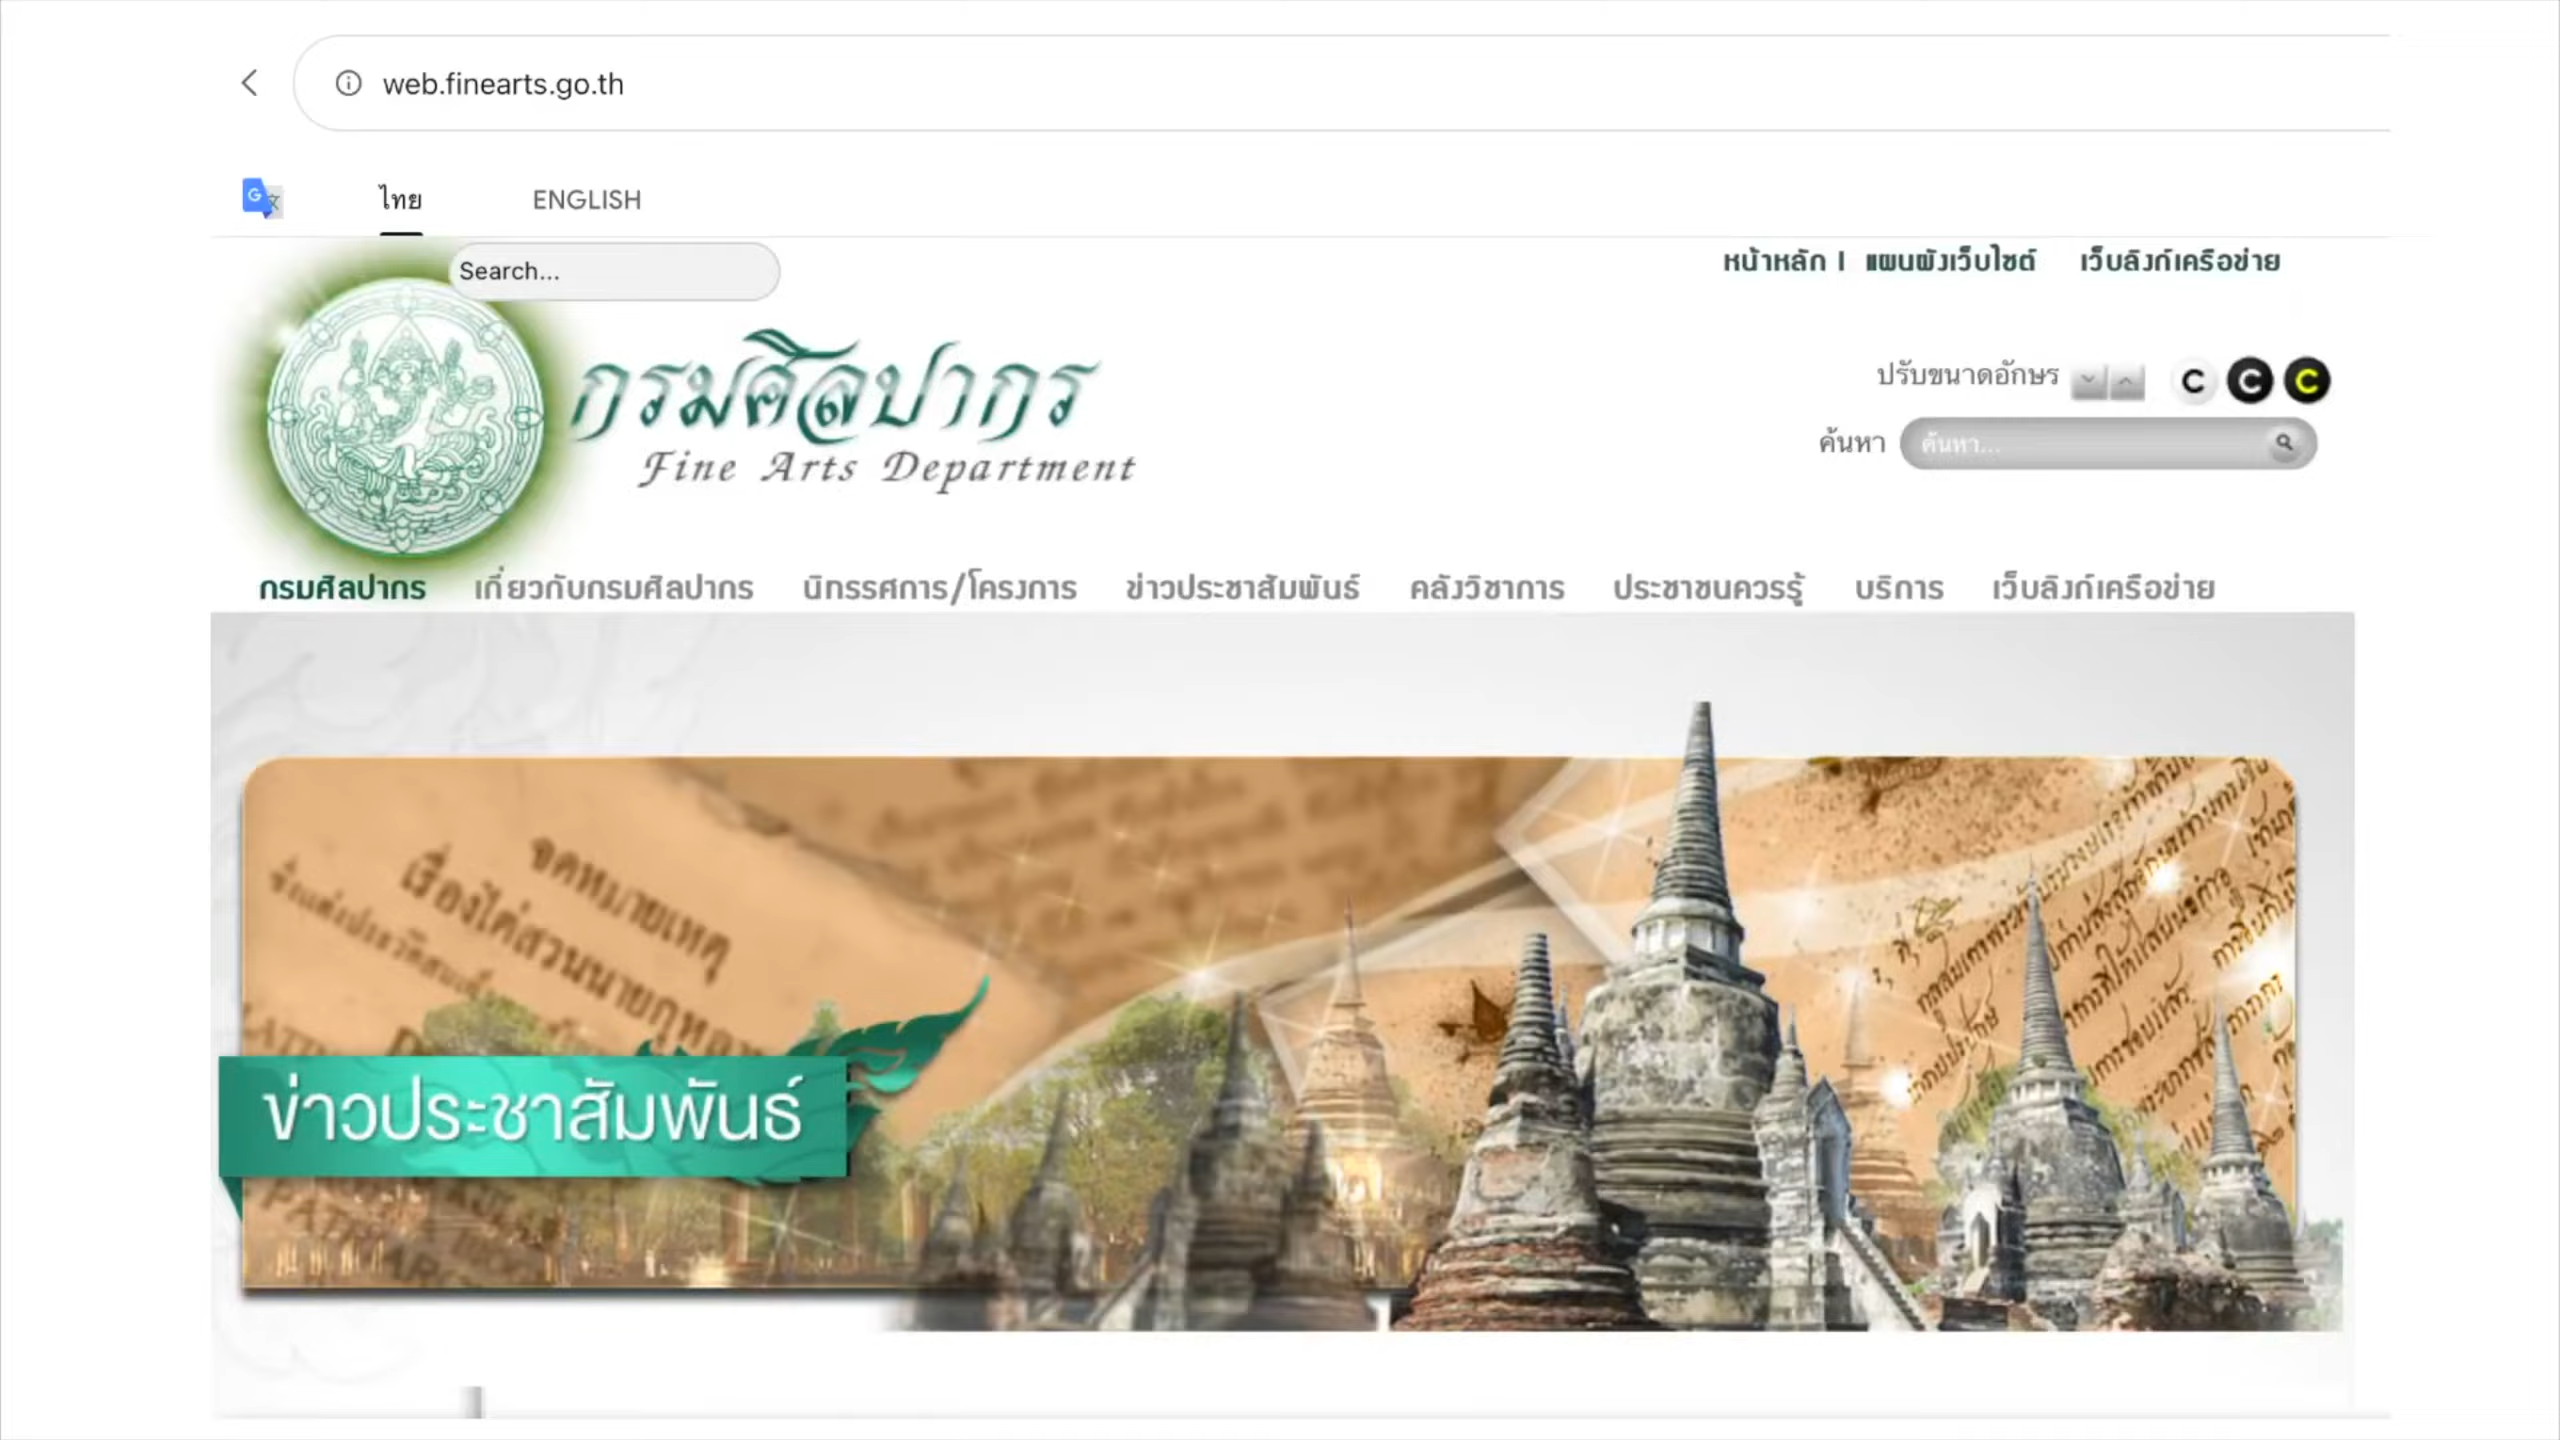 web.finearts.go.th
ไทย ENGLISH
Search...
หน้าหลัก | แผนผังเว็บไซต์ เว็บลิงก์เครือข่าย
กรมศิลปากร
Fine Arts Department
ปรับขนาดอักษร C C C
ค้นหา ค้นหา...
กรมศิลปากร เกี่ยวกับกรมศิลปากร นิทรรศการ/โครงการ ข่าวประชาสัมพันธ์ คลังวิชาการ ประชาชนควรรู้ บริการ เว็บลิงก์เครือข่าย
จดหมายเหตุ
เรื่องไต่สวนนายกุหลาบ
ข่าวประชาสัมพันธ์